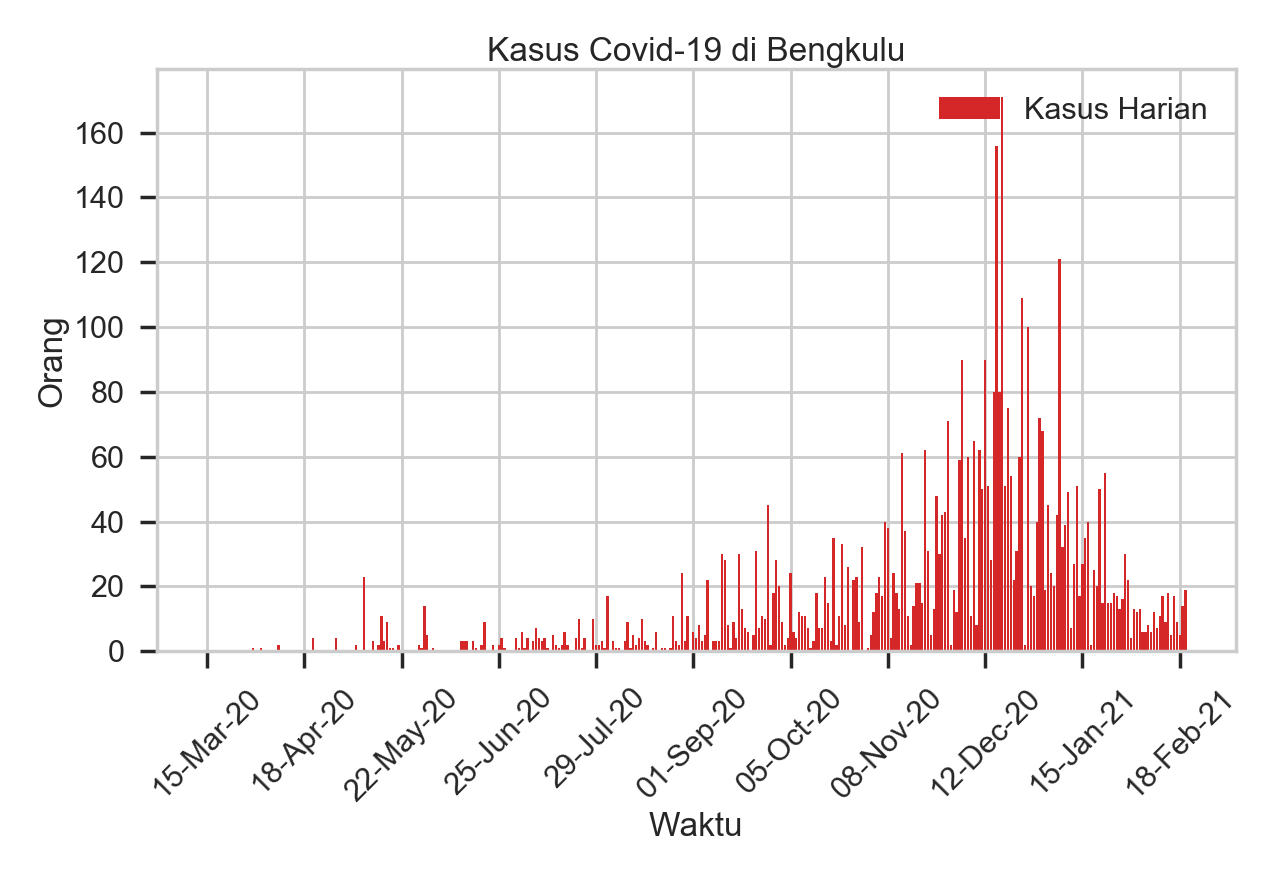 Kasus Covid-19 di Bengkulu
Kasus Harian
Orang
160
140
120
100
80
60
40
20
0
15-Mar-20
18-Apr-20
22-May-20
25-Jun-20
29-Jul-20
01-Sep-20
05-Oct-20
08-Nov-20
12-Dec-20
15-Jan-21
18-Feb-21
Waktu